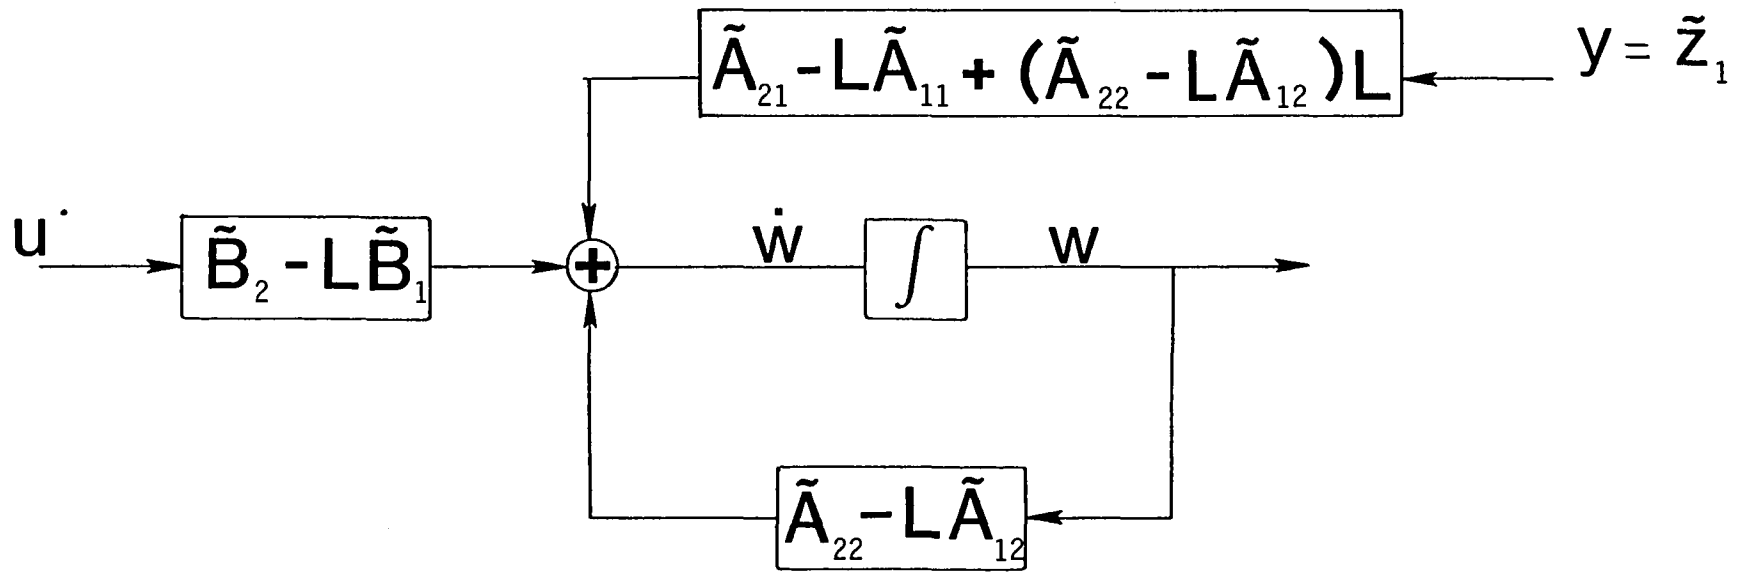 Ã₂₁ - LÃ₁₁ + (Ã₂₂ - LÃ₁₂)L
y = z̃₁
u
B̃₂ - LB̃₁
+
ẇ
∫
w
Ã₂₂ - LÃ₁₂